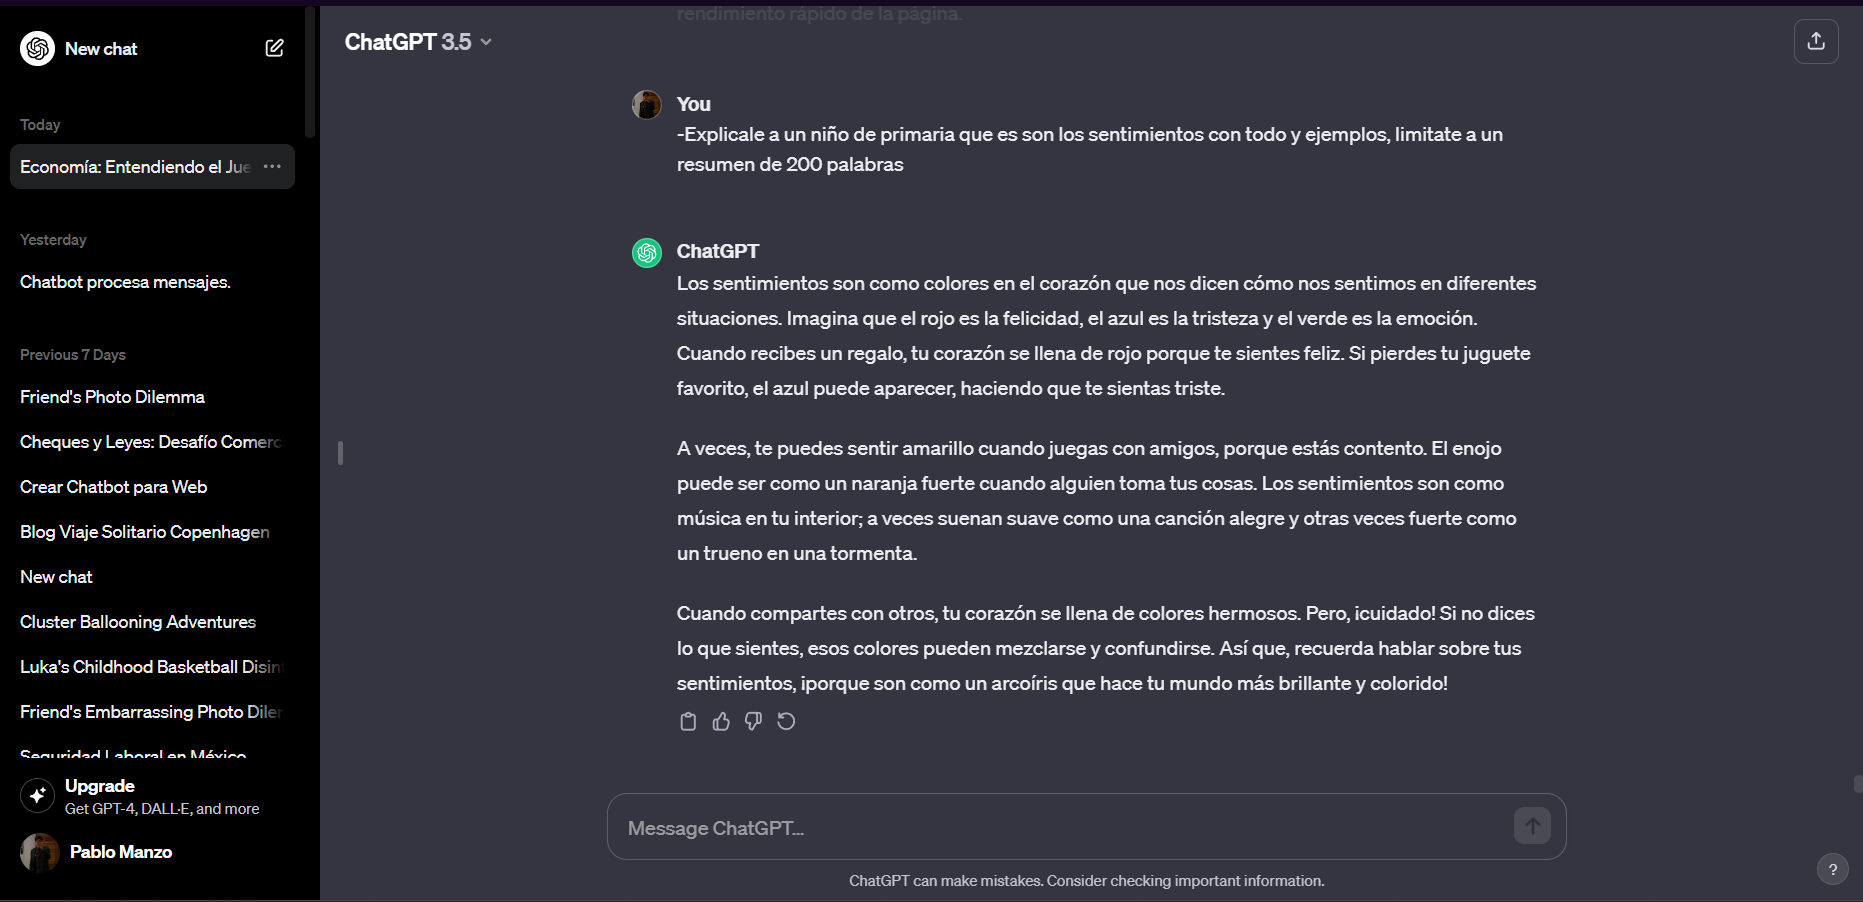 New chat
Today
Economía: Entendiendo el Jue
Yesterday
Chatbot procesa mensajes.
Previous 7 Days
Friend's Photo Dilemma
Cheques y Leyes: Desafío Comerc
Crear Chatbot para Web
Blog Viaje Solitario Copenhagen
New chat
Cluster Ballooning Adventures
Luka's Childhood Basketball Disin
Friend's Embarrassing Photo Diler
Seguridad Laboral en México
Upgrade
Get GPT-4, DALL·E, and more
Pablo Manzo
rendimiento rápido de la página.
ChatGPT 3.5
You
-Explicale a un niño de primaria que es son los sentimientos con todo y ejemplos, limitate a un
resumen de 200 palabras
ChatGPT
Los sentimientos son como colores en el corazón que nos dicen cómo nos sentimos en diferentes
situaciones. Imagina que el rojo es la felicidad, el azul es la tristeza y el verde es la emoción.
Cuando recibes un regalo, tu corazón se llena de rojo porque te sientes feliz. Si pierdes tu juguete
favorito, el azul puede aparecer, haciendo que te sientas triste.
A veces, te puedes sentir amarillo cuando juegas con amigos, porque estás contento. El enojo
puede ser como un naranja fuerte cuando alguien toma tus cosas. Los sentimientos son como
música en tu interior; a veces suenan suave como una canción alegre y otras veces fuerte como
un trueno en una tormenta.
Cuando compartes con otros, tu corazón se llena de colores hermosos. Pero, ¡cuidado! Si no dices
lo que sientes, esos colores pueden mezclarse y confundirse. Así que, recuerda hablar sobre tus
sentimientos, ¡porque son como un arcoíris que hace tu mundo más brillante y colorido!
Message ChatGPT...
ChatGPT can make mistakes. Consider checking important information.
?